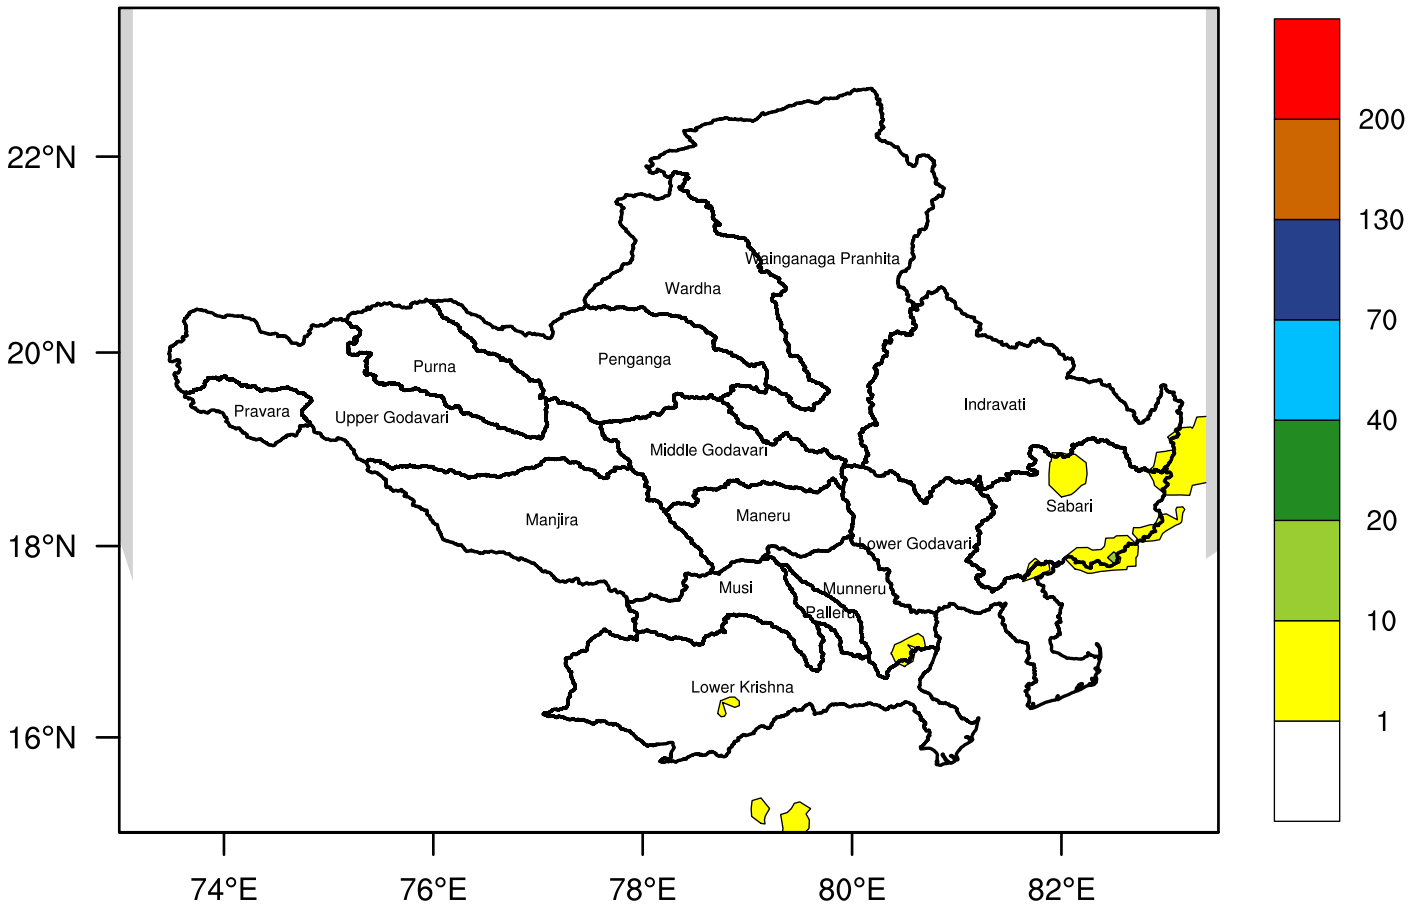 22°N
20°N
18°N
16°N
74°E
76°E
78°E
80°E
82°E
Wainganaga Pranhita
Wardha
Penganga
Purna
Pravara
Upper Godavari
Indravati
Middle Godavari
Sabari
Maneru
Manjira
Lower Godavari
Musi
Munneru
Palleru
Lower Krishna
200
130
70
40
20
10
1